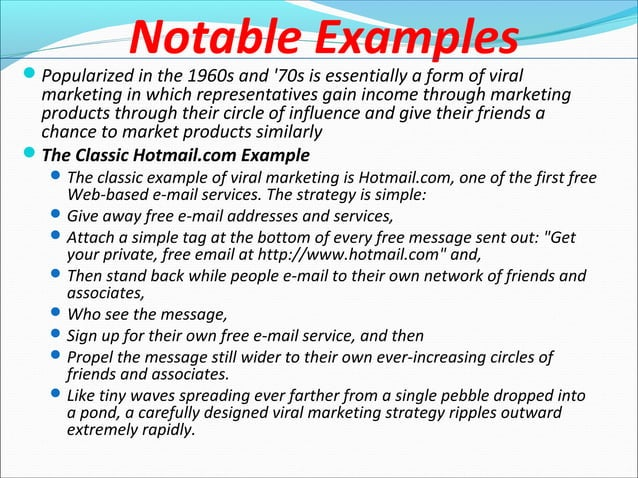 Notable Examples
Popularized in the 1960s and '70s is essentially a form of viral
marketing in which representatives gain income through marketing
products through their circle of influence and give their friends a
chance to market products similarly
The Classic Hotmail.com Example
The classic example of viral marketing is Hotmail.com, one of the first free
Web-based e-mail services. The strategy is simple:
Give away free e-mail addresses and services,
Attach a simple tag at the bottom of every free message sent out: "Get
your private, free email at http://www.hotmail.com" and,
Then stand back while people e-mail to their own network of friends and
associates,
Who see the message,
Sign up for their own free e-mail service, and then
Propel the message still wider to their own ever-increasing circles of
friends and associates.
Like tiny waves spreading ever farther from a single pebble dropped into
a pond, a carefully designed viral marketing strategy ripples outward
extremely rapidly.